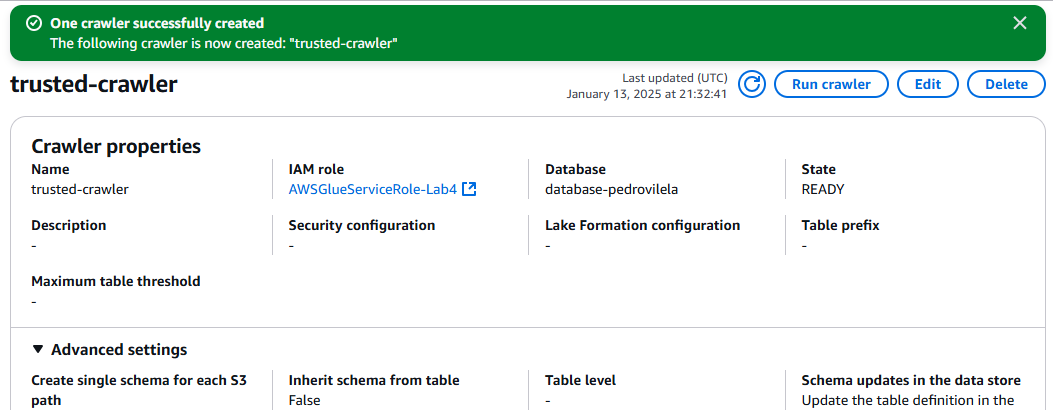 One crawler successfully created
The following crawler is now created: "trusted-crawler"
trusted-crawler
Last updated (UTC)
January 13, 2025 at 21:32:41
Run crawler
Edit
Delete
Crawler properties
Name
trusted-crawler
IAM role
AWSGlueServiceRole-Lab4
Database
database-pedrovilela
State
READY
Description
-
Security configuration
-
Lake Formation configuration
-
Table prefix
-
Maximum table threshold
-
Advanced settings
Create single schema for each S3
path
Inherit schema from table
False
Table level
-
Schema updates in the data store
Update the table definition in the